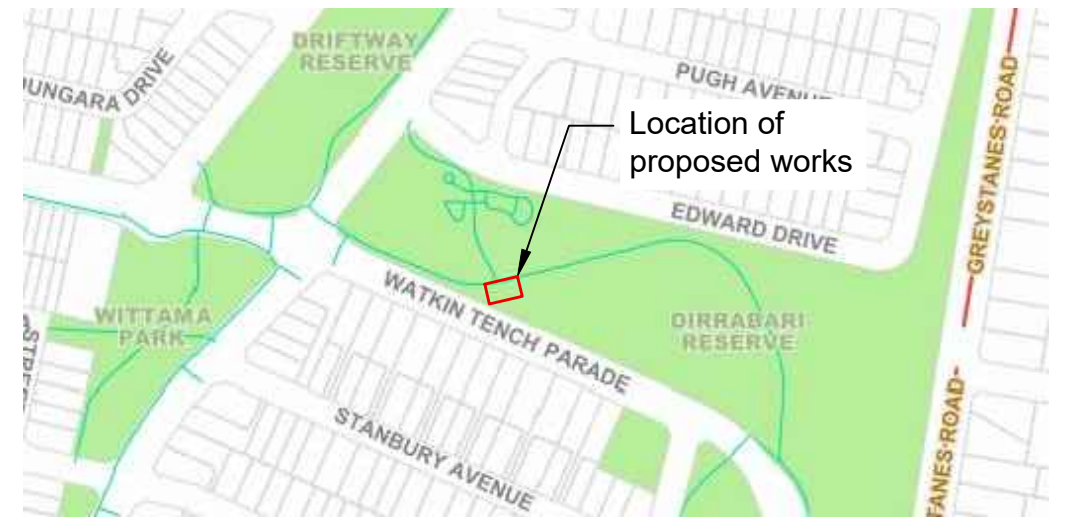 DRIFTWAY
RESERVE
UNGARA DRIVE
PUGH AVENUE
Location of
proposed works
GREYSTANES ROAD
EDWARD DRIVE
WATKIN TENCH PARADE
WITTAMA
PARK
DIRRABARI
RESERVE
STANBURY AVENUE
TANES ROAD